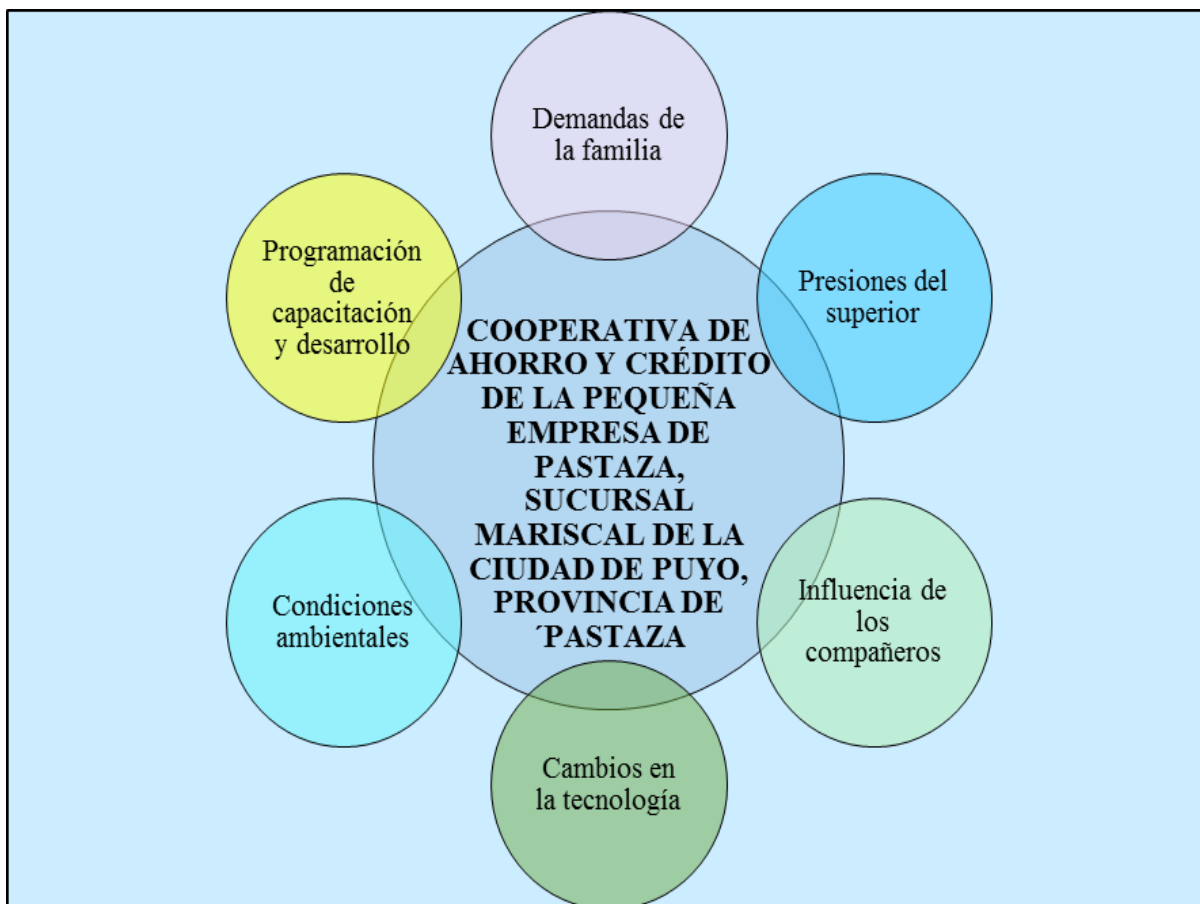 Demandas de
la familia
Presiones del
superior
Influencia de
los
compañeros
Cambios en
la tecnología
Condiciones
ambientales
Programación
de
capacitación
y desarrollo
COOPERATIVA DE
AHORRO Y CRÉDITO
DE LA PEQUEÑA
EMPRESA DE
PASTAZA,
SUCURSAL
MARISCAL DE LA
CIUDAD DE PUYO,
PROVINCIA DE
´PASTAZA